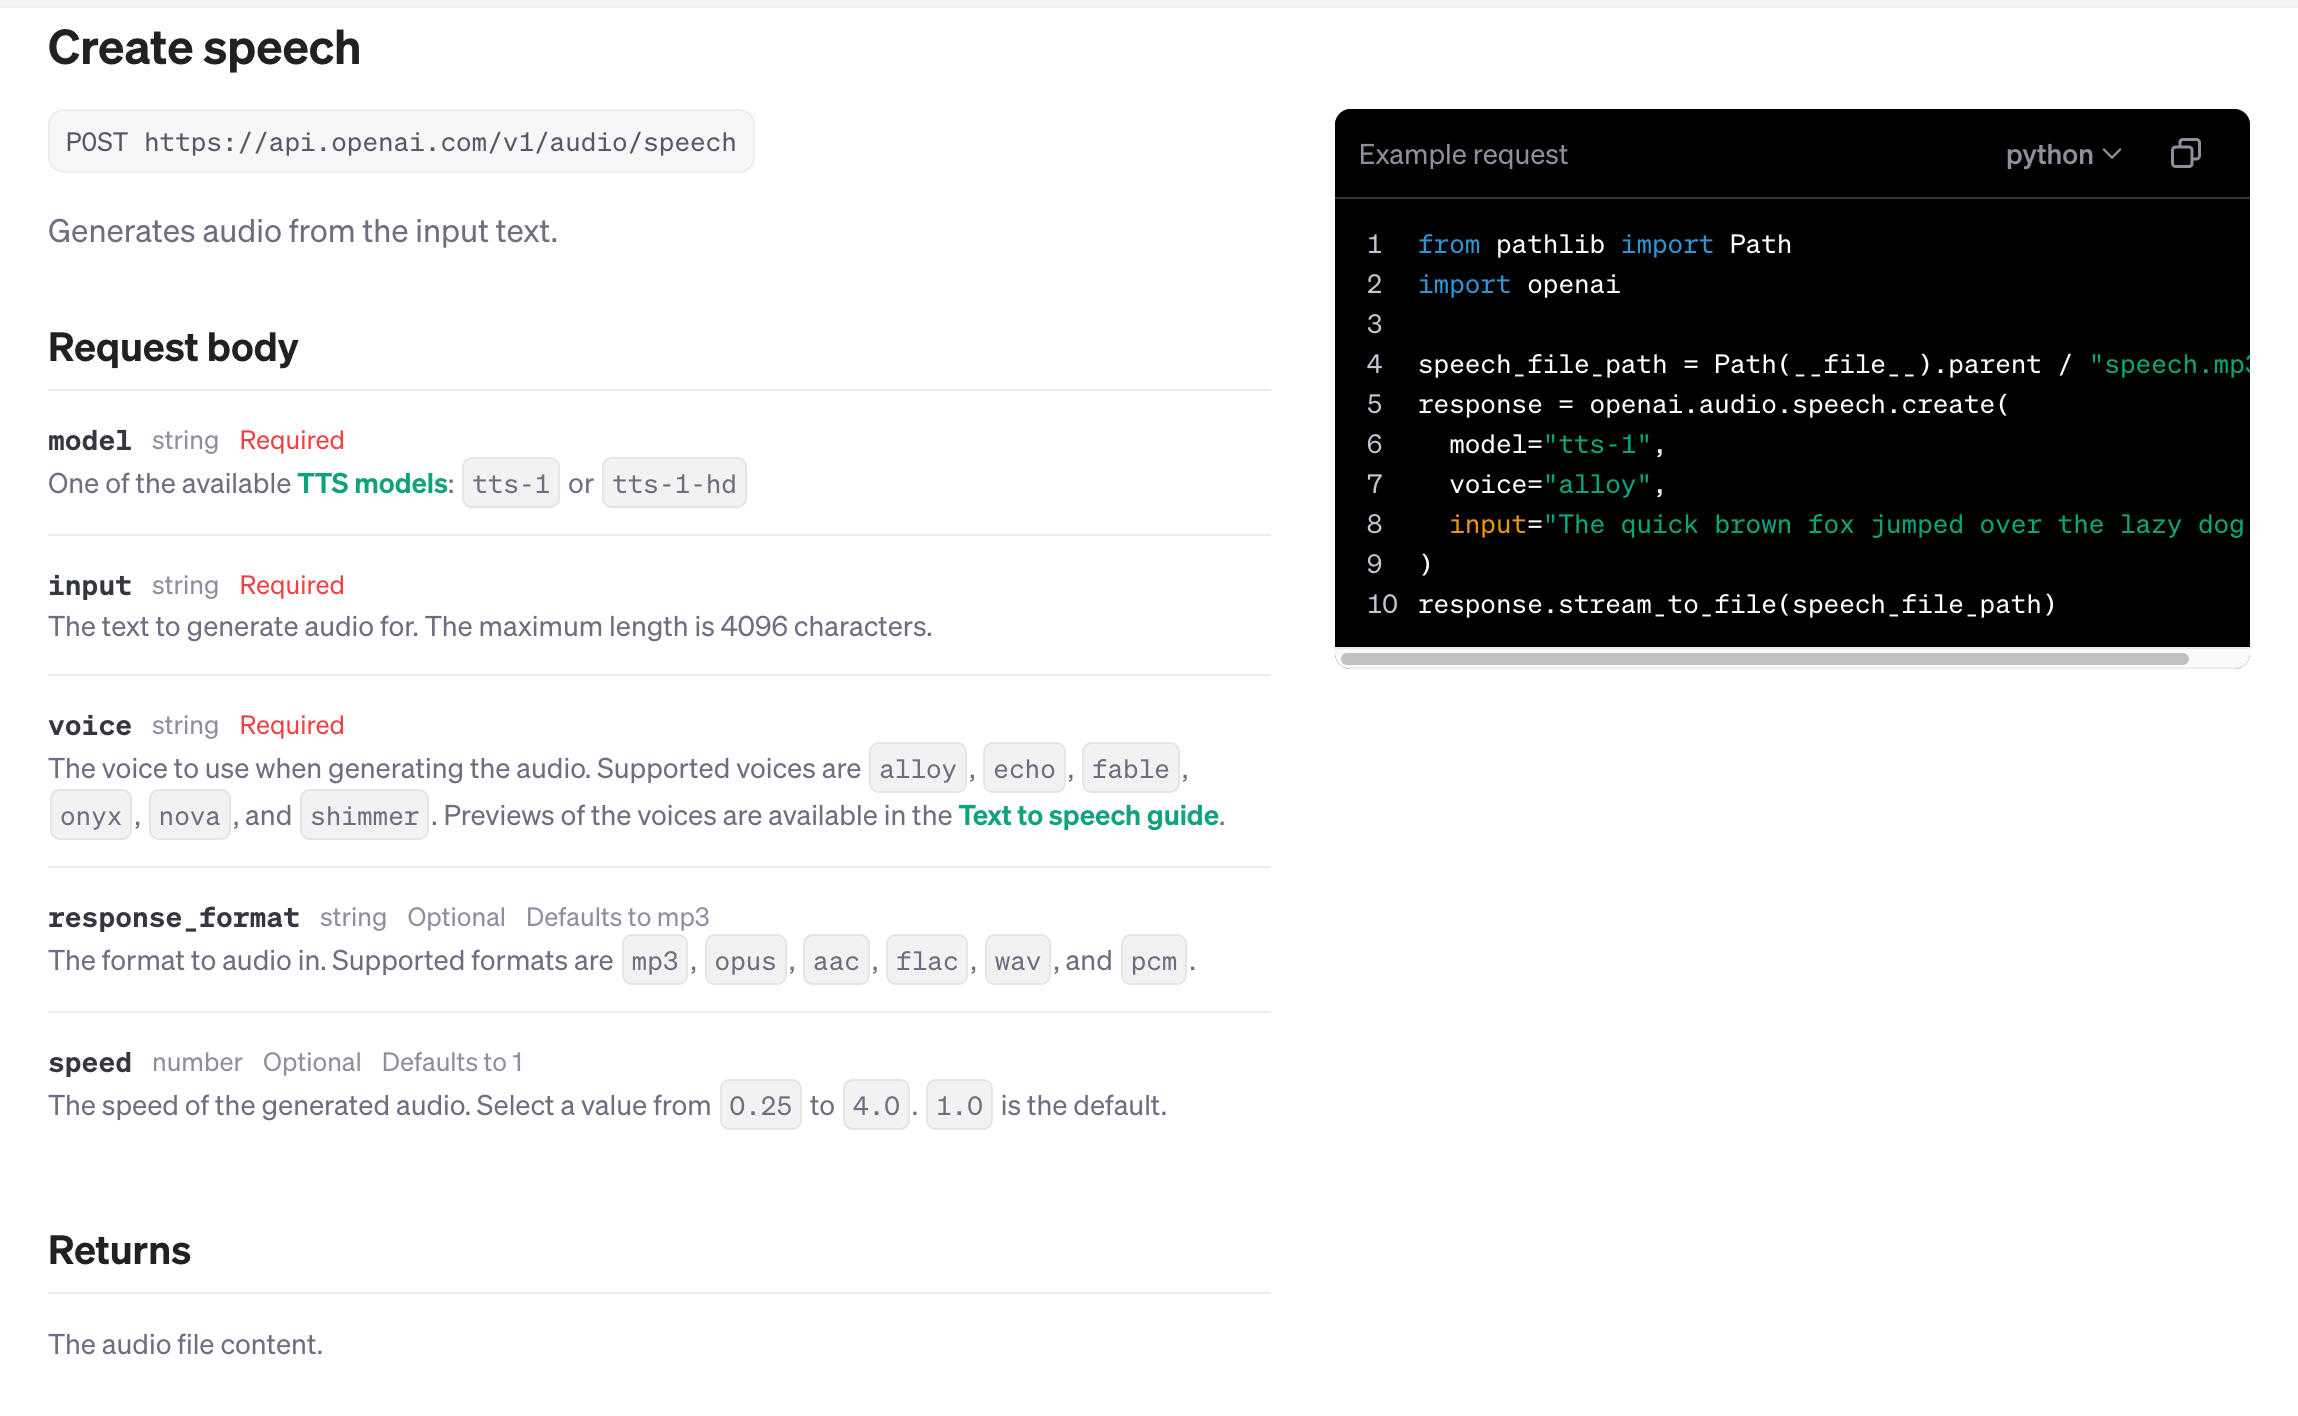 Create speech
POST https://api.openai.com/v1/audio/speech
Generates audio from the input text.
Request body
model string Required
One of the available TTS models: tts-1 or tts-1-hd
input string Required
The text to generate audio for. The maximum length is 4096 characters.
voice string Required
The voice to use when generating the audio. Supported voices are alloy, echo, fable,
onyx, nova, and shimmer. Previews of the voices are available in the Text to speech guide.
response_format string Optional Defaults to mp3
The format to audio in. Supported formats are mp3, opus, aac, flac, wav, and pcm.
speed number Optional Defaults to 1
The speed of the generated audio. Select a value from 0.25 to 4.0. 1.0 is the default.
Returns
The audio file content.
Example request python
1 from pathlib import Path
2 import openai
3
4 speech_file_path = Path(__file__).parent / "speech.mp3
5 response = openai.audio.speech.create(
6   model="tts-1",
7   voice="alloy",
8   input="The quick brown fox jumped over the lazy dog
9 )
10 response.stream_to_file(speech_file_path)